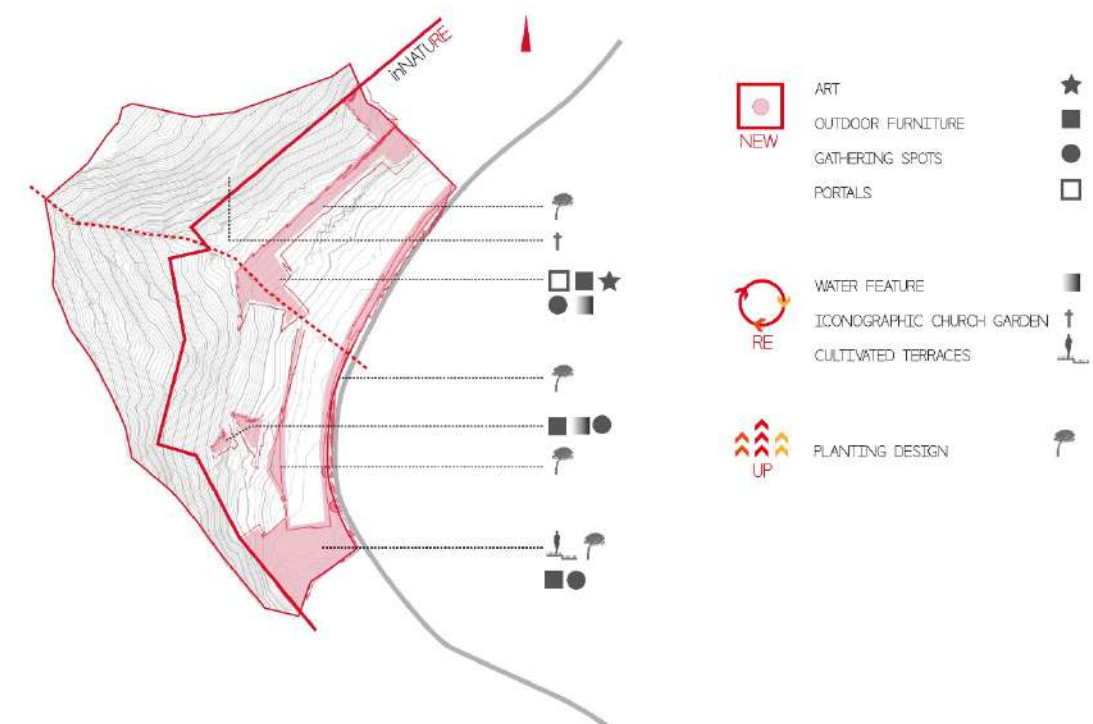 inNATURE
NEW
ART
OUTDOOR FURNITURE
GATHERING SPOTS
PORTALS
RE
WATER FEATURE
ICONOGRAPHIC CHURCH GARDEN
CULTIVATED TERRACES
UP
PLANTING DESIGN